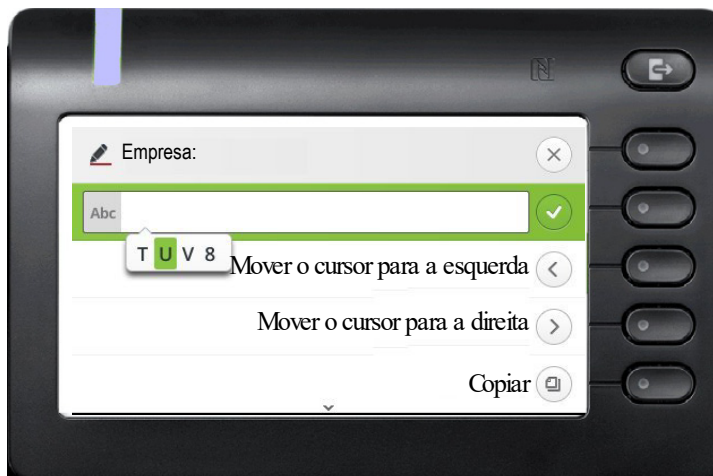 Empresa:
Abc
T U V 8
Mover o cursor para a esquerda
Mover o cursor para a direita
Copiar